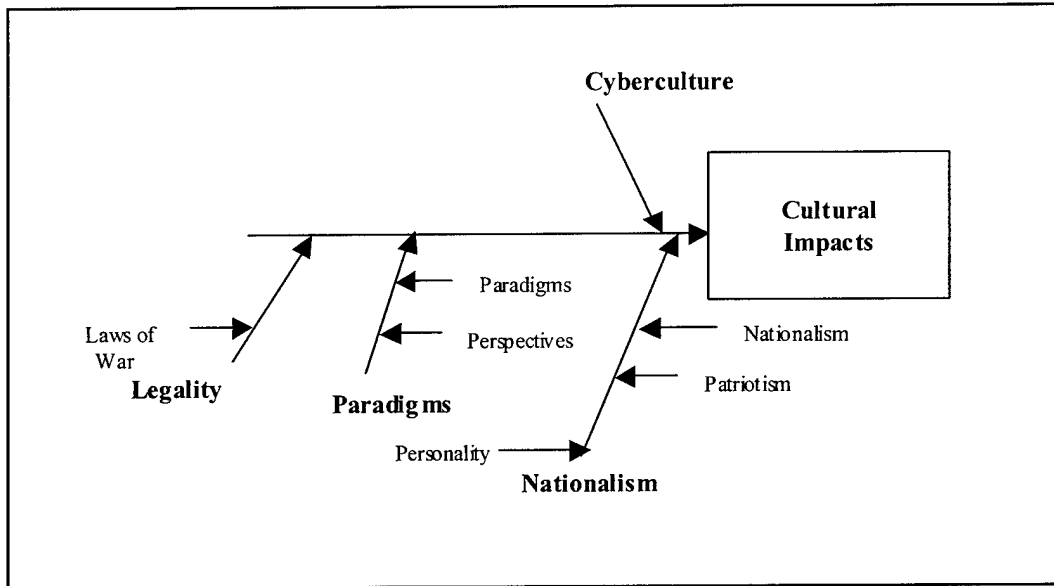 Cyberculture
Cultural
Impacts
Paradigms
Laws of
War
Perspectives
Nationalism
Legality
Paradigms
Patriotism
Personality
Nationalism